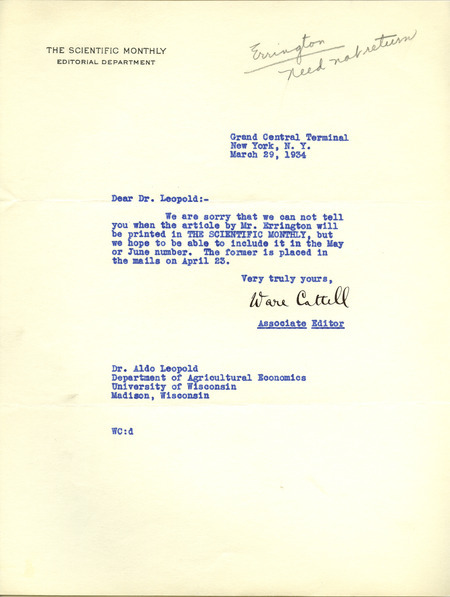 THE SCIENTIFIC MONTHLY
EDITORIAL DEPARTMENT
Errington
Need not return
Grand Central Terminal
New York, N. Y.
March 29, 1934
Dear Dr. Leopold:-
We are sorry that we can not tell
you when the article by Mr. Errington will
be printed in THE SCIENTIFIC MONTHLY, but
we hope to be able to include it in the May
or June number. The former is placed in
the mails on April 23.
Very truly yours,
Ware Cattell
Associate Editor
Dr. Aldo Leopold
Department of Agricultural Economics
University of Wisconsin
Madison, Wisconsin
WC:d